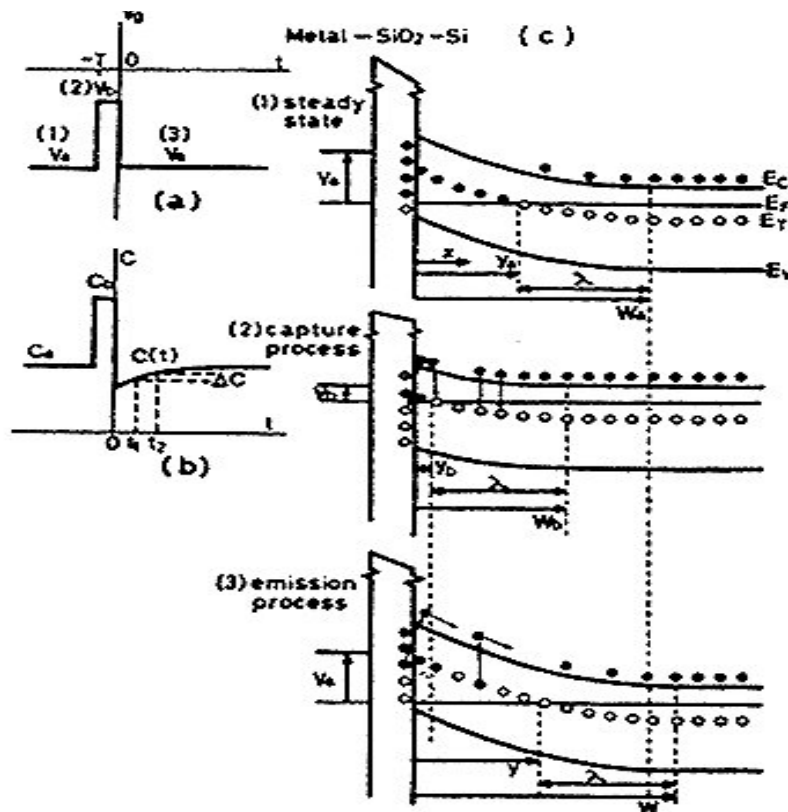 Vg
-T 0 t
(2) Vb
(1) (3)
Va Va
(a)
C
Cb
Ca C(t)
ΔC
0 t1 t2 t
(b)
Metal - SiO2 - Si (c)
(1) steady
state
Va
EC
EF
ET
EV
x
ya λ
Wa
(2) capture
process
yb λ
Wb
(3) emission
process
Va
y λ
W